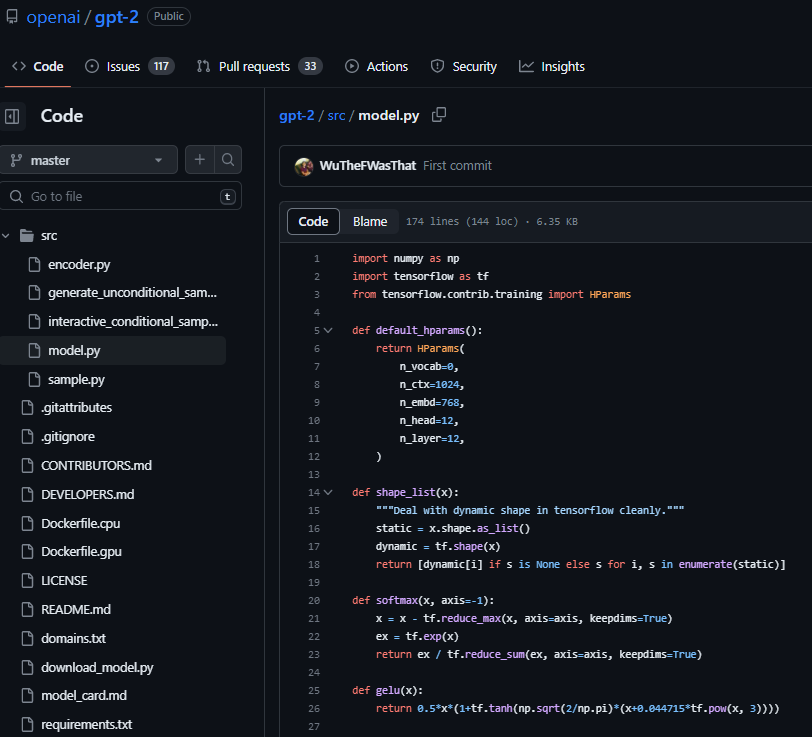 openai / gpt-2 Public
Code Issues 117 Pull requests 33 Actions Security Insights
Code
master
Go to file t
src
encoder.py
generate_unconditional_sam...
interactive_conditional_samp...
model.py
sample.py
.gitattributes
.gitignore
CONTRIBUTORS.md
DEVELOPERS.md
Dockerfile.cpu
Dockerfile.gpu
LICENSE
README.md
domains.txt
download_model.py
model_card.md
requirements.txt
gpt-2 / src / model.py
WuTheFWasThat First commit
Code Blame 174 lines (144 loc) · 6.35 KB
1 import numpy as np
2 import tensorflow as tf
3 from tensorflow.contrib.training import HParams
4
5 def default_hparams():
6     return HParams(
7         n_vocab=0,
8         n_ctx=1024,
9         n_embd=768,
10         n_head=12,
11         n_layer=12,
12     )
13
14 def shape_list(x):
15     """Deal with dynamic shape in tensorflow cleanly."""
16     static = x.shape.as_list()
17     dynamic = tf.shape(x)
18     return [dynamic[i] if s is None else s for i, s in enumerate(static)]
19
20 def softmax(x, axis=-1):
21     x = x - tf.reduce_max(x, axis=axis, keepdims=True)
22     ex = tf.exp(x)
23     return ex / tf.reduce_sum(ex, axis=axis, keepdims=True)
24
25 def gelu(x):
26     return 0.5*x*(1+tf.tanh(np.sqrt(2/np.pi)*(x+0.044715*tf.pow(x, 3))))
27